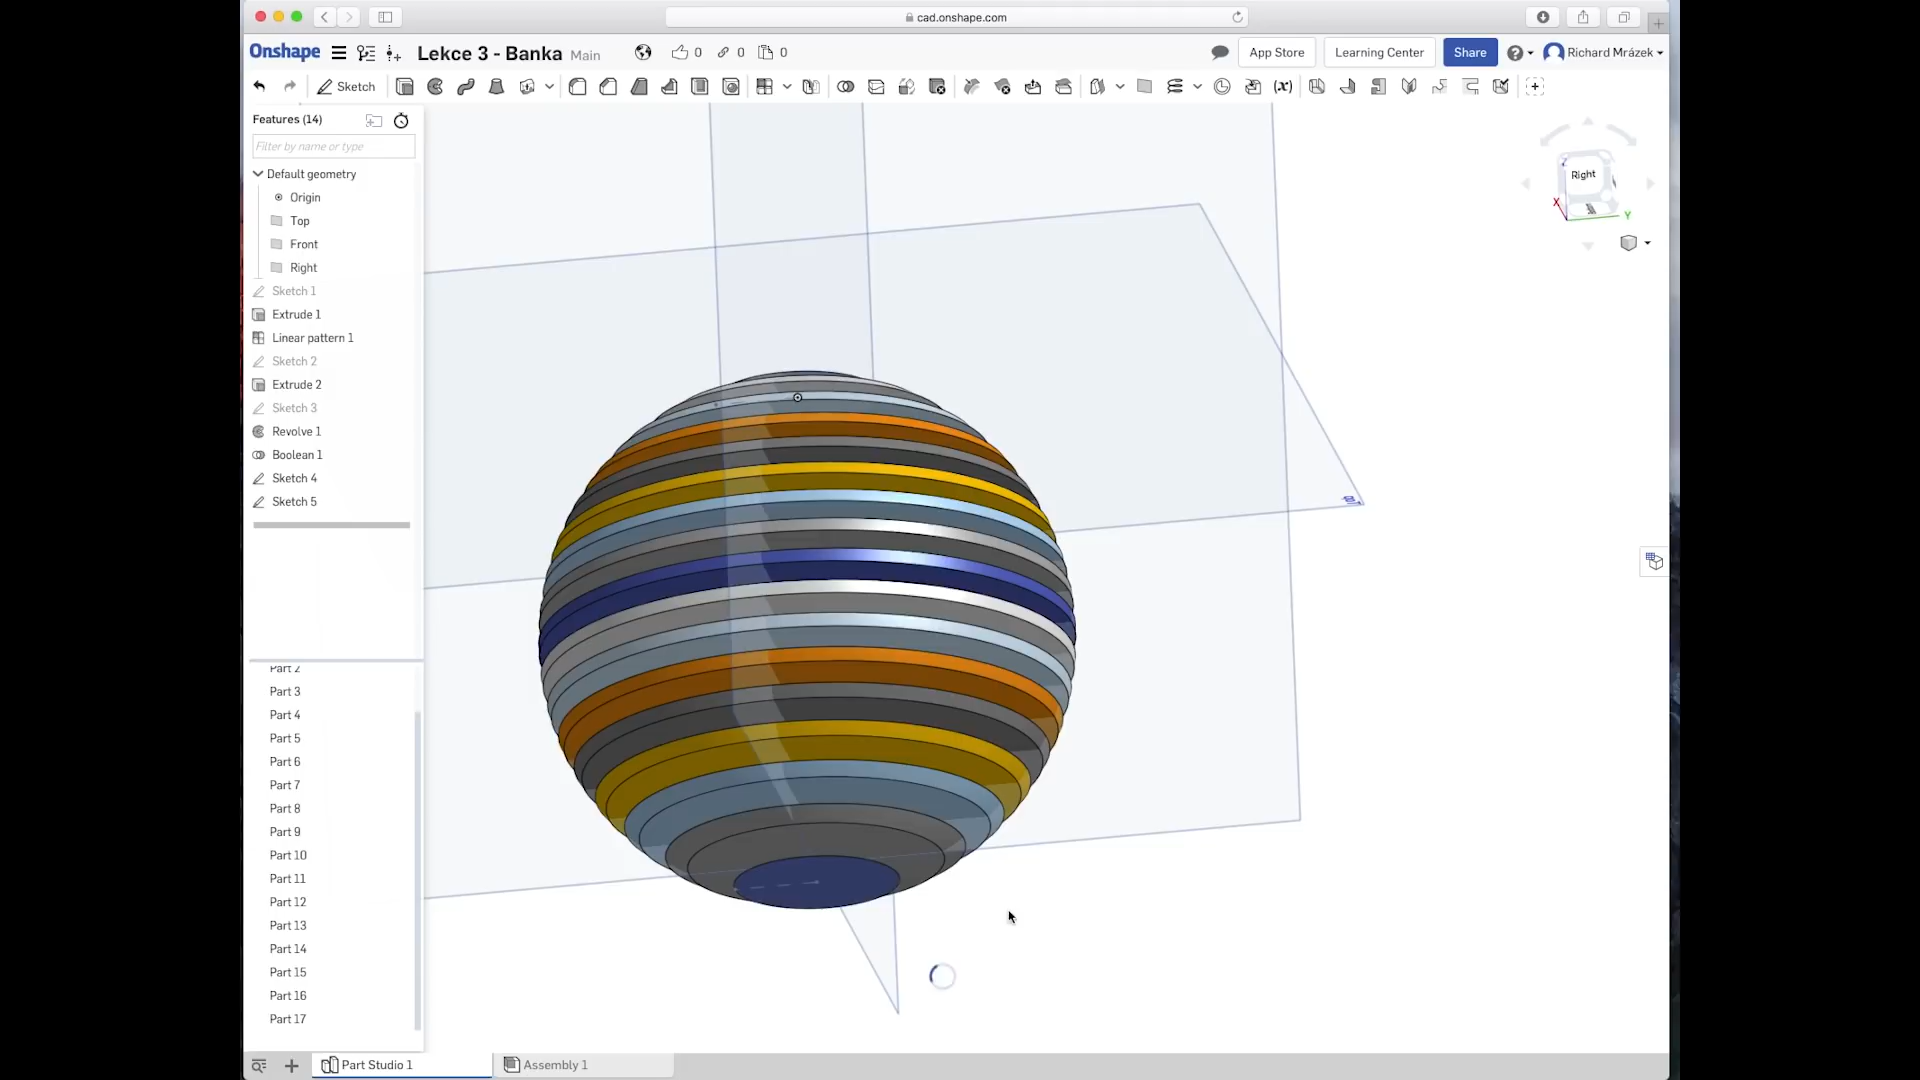 cad.onshape.com
Onshape
Lekce 3 - Banka Main
0 0 0
App Store
Learning Center
Share
Richard Mrázek
Sketch
(x)
Features (14)
Filter by name or type
Default geometry
Origin
Top
Front
Right
Sketch 1
Extrude 1
Linear pattern 1
Sketch 2
Extrude 2
Sketch 3
Revolve 1
Boolean 1
Sketch 4
Sketch 5
Part 2
Part 3
Part 4
Part 5
Part 6
Part 7
Part 8
Part 9
Part 10
Part 11
Part 12
Part 13
Part 14
Part 15
Part 16
Part 17
Right
X
Y
Part Studio 1
Assembly 1